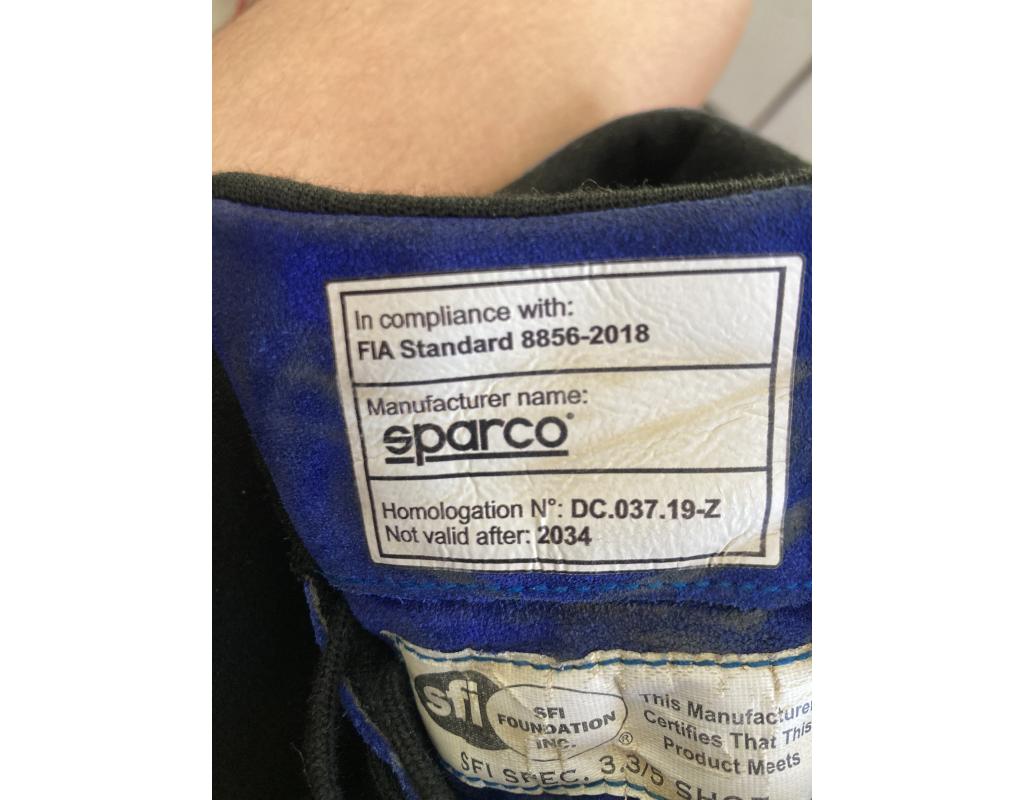 In compliance with:
FIA Standard 8856-2018
Manufacturer name:
sparco®
Homologation N°: DC.037.19-Z
Not valid after: 2034
sfi
SFI
FOUNDATION
INC.
®
This Manufacturer
Certifies That This
Product Meets
SFI SPEC. 3.3/5